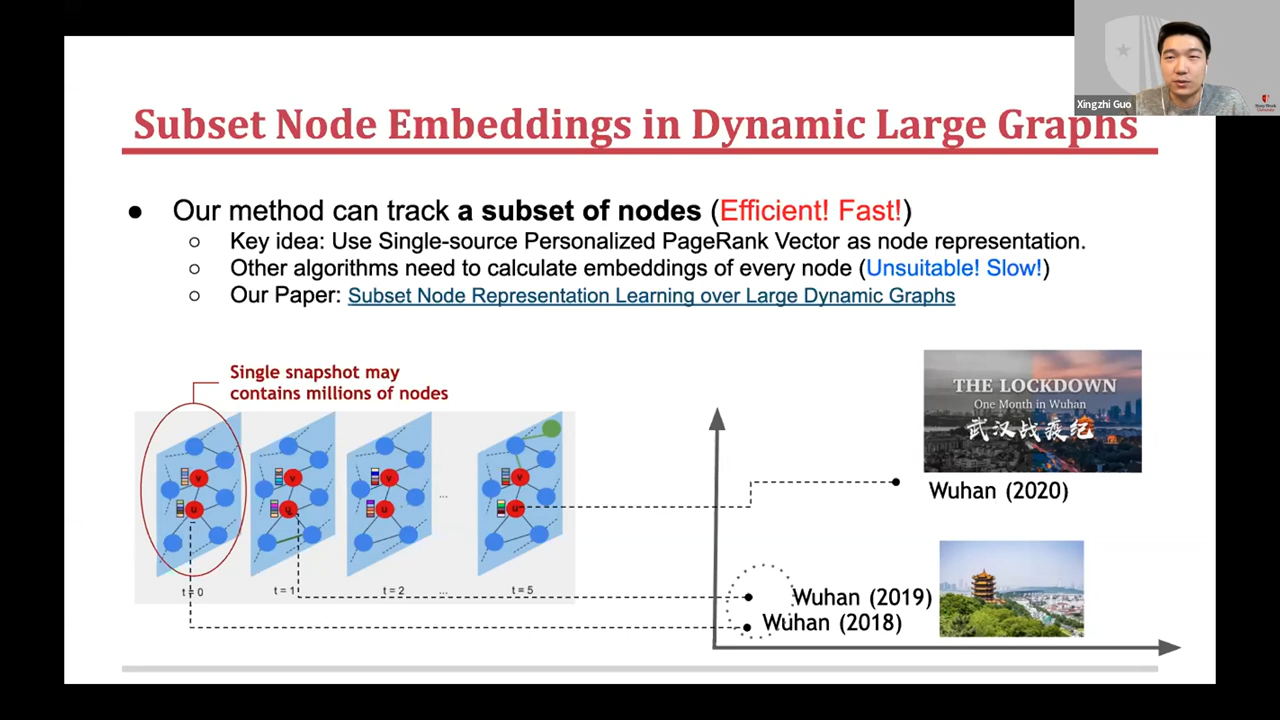 Xingzhi Guo
Subset Node Embeddings in Dynamic Large Graphs
● Our method can track a subset of nodes (Efficient! Fast!)
○ Key idea: Use Single-source Personalized PageRank Vector as node representation.
○ Other algorithms need to calculate embeddings of every node (Unsuitable! Slow!)
○ Our Paper: Subset Node Representation Learning over Large Dynamic Graphs
Single snapshot may
contains millions of nodes
v
u
t=0
v
u
t=1
v
u
t=2
...
...
v
u
t=5
THE LOCKDOWN
One Month in Wuhan
武汉战疫纪
Wuhan (2020)
Wuhan (2019)
Wuhan (2018)